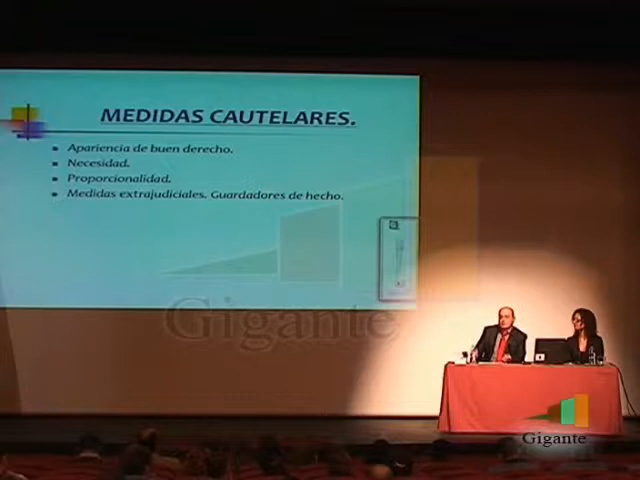 MEDIDAS CAUTELARES.
Apariencia de buen derecho.
Necesidad.
Proporcionalidad.
Medidas extrajudiciales. Guardadores de hecho.
Gigante
Gigante